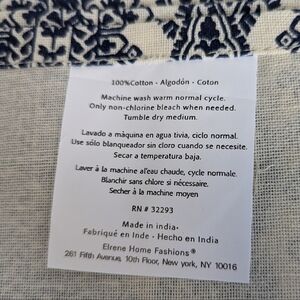 100%Cotton - Algodón - Coton
Machine wash warm normal cycle.
Only non-chlorine bleach when needed.
Tumble dry medium.
Lavado a màquina en agua tivia, ciclo normal.
Use sólo blanqueador sin cloro cuando se necesite.
Secar a temperatura baja.
Laver à la machine al'eau chaude, cycle normale.
Blanchir sans chlore si nécessaire.
Secher à la machine moyen
RN # 32293
Made in india•
Fabriqué en Inde - Hecho en India
Elrene Home Fashions®
261 Fifth Avenue, 10th Floor, New york, NY 10016